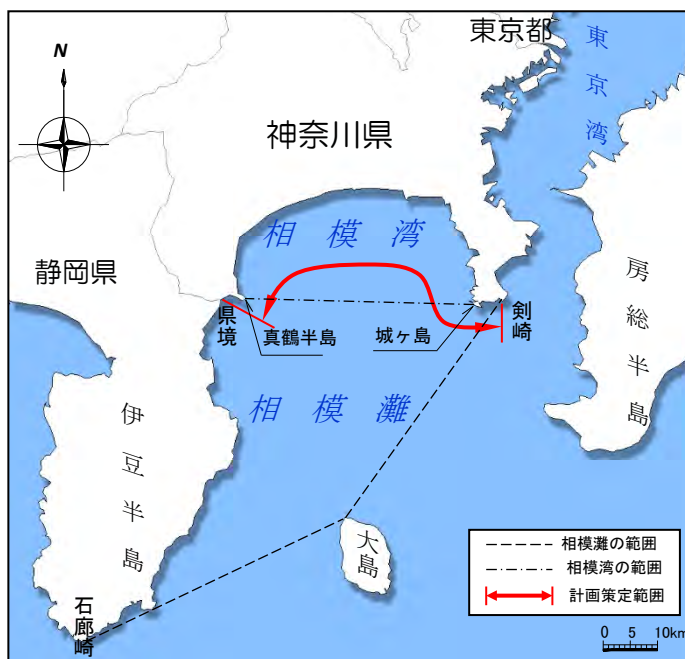 東京都
東京湾
N
神奈川県
相模湾
静岡県
房総半島
県境
真鶴半島
城ヶ島
剣崎
相模灘
伊豆半島
大島
石廊崎
相模灘の範囲
相模湾の範囲
計画策定範囲
0 5 10km